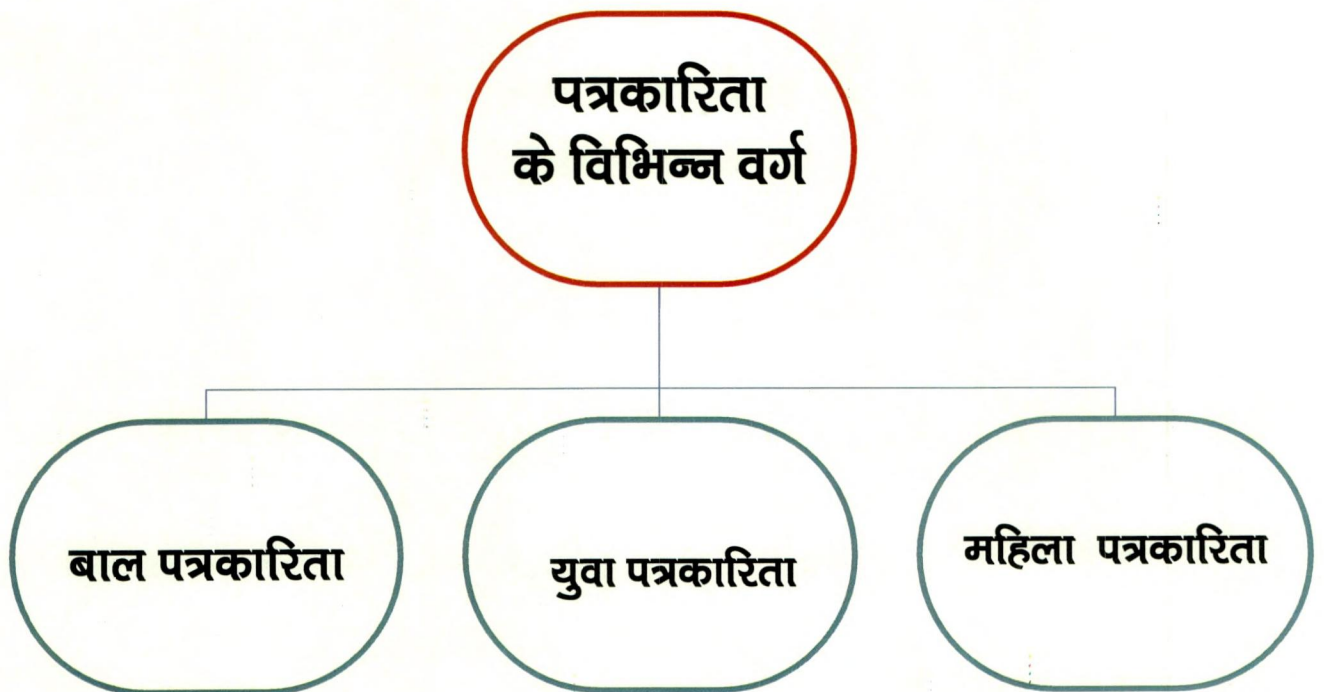 पत्रकारिता
के विभिन्न वर्ग
बाल पत्रकारिता
युवा पत्रकारिता
महिला पत्रकारिता